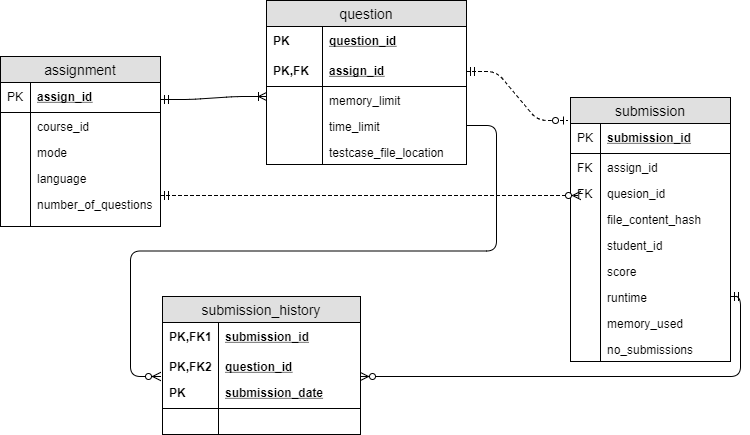 question
PK question_id
PK,FK assign_id
memory_limit
time_limit
testcase_file_location
assignment
PK assign_id
course_id
mode
language
number_of_questions
submission
PK submission_id
FK assign_id
FK quesion_id
file_content_hash
student_id
score
runtime
memory_used
no_submissions
submission_history
PK,FK1 submission_id
PK,FK2 question_id
PK submission_date